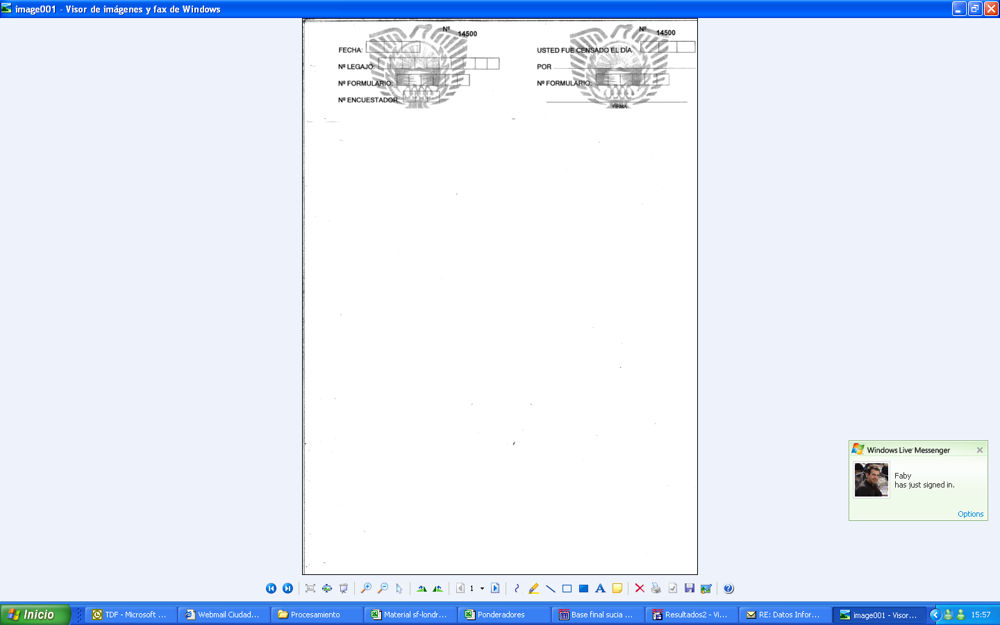 image001 - Visor de imágenes y fax de Windows
Nº 14500
FECHA:
Nº LEGAJO:
Nº FORMULARIO:
Nº ENCUESTADOR:
Nº 14500
USTED FUE CENSADO EL DÍA
POR
Nº FORMULARIO:
FIRMA
Windows Live Messenger
Faby
has just signed in.
Options
1
Inicio
TDF - Microsoft ...
Webmail Ciudad...
Procesamiento
Material sf-londr...
Ponderadores
Base final sucia ...
Resultados2 - Vi...
RE: Datos Infor...
image001 - Visor...
15:57